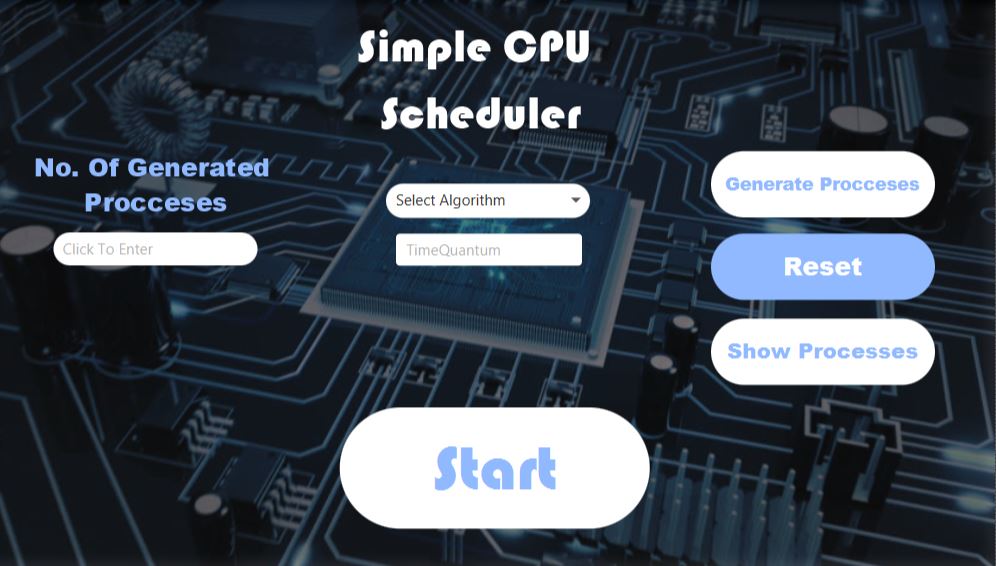 Simple CPU
Scheduler
No. Of Generated
Procceses
Click To Enter
Select Algorithm
TimeQuantum
Generate Procceses
Reset
Show Processes
Start